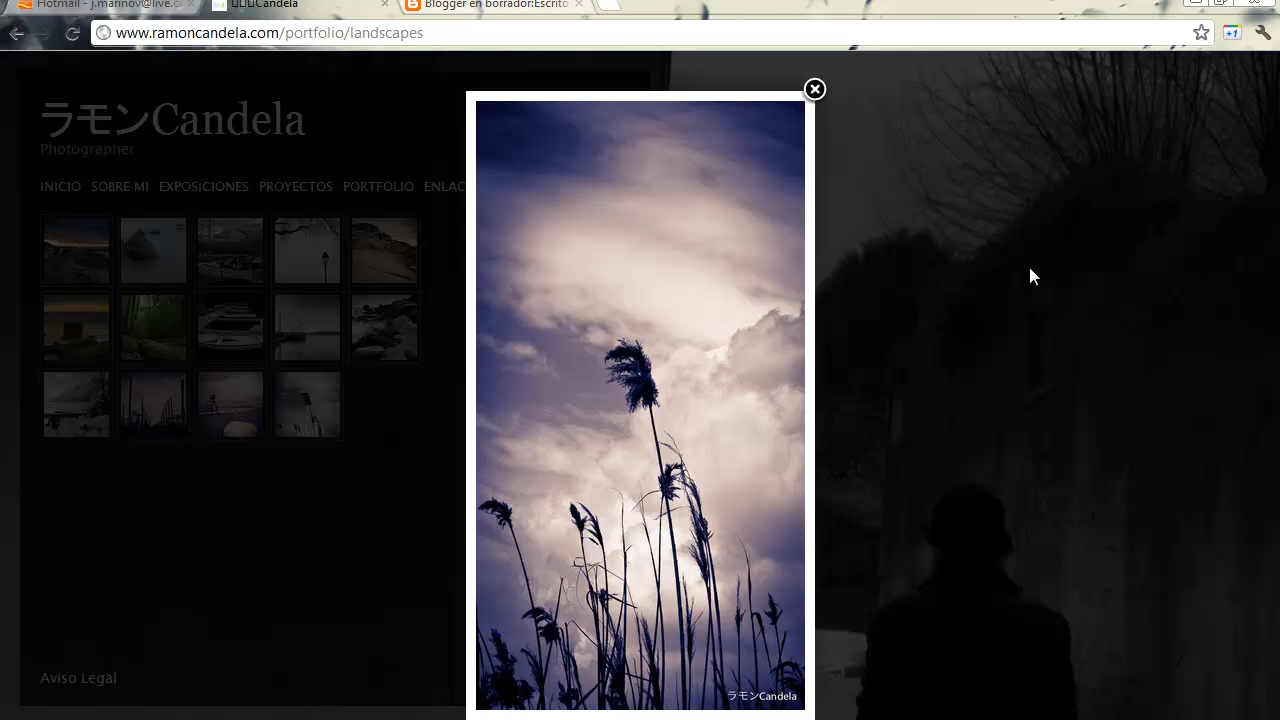 Hotmail - j.marinov@live.c
Candela
Blogger en borrador:Escrito
www.ramoncandela.com/portfolio/landscapes
+1
ラモンCandela
Photographer
INICIO SOBRE MI EXPOSICIONES PROYECTOS PORTFOLIO ENLAC
ラモンCandela
Aviso Legal